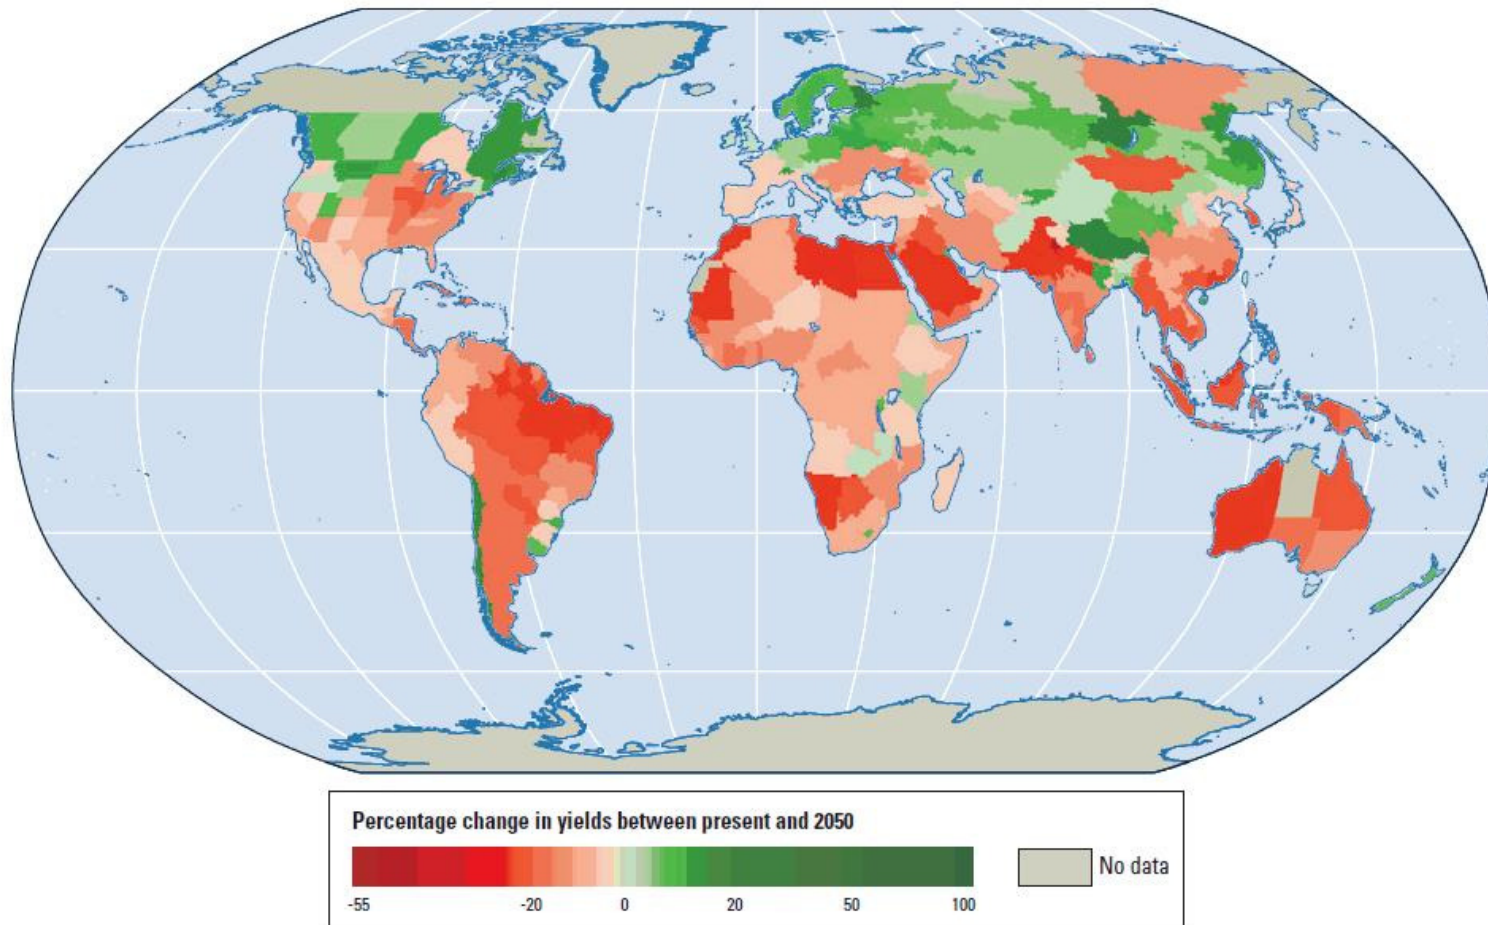 Percentage change in yields between present and 2050
No data
-55 -20 0 20 50 100